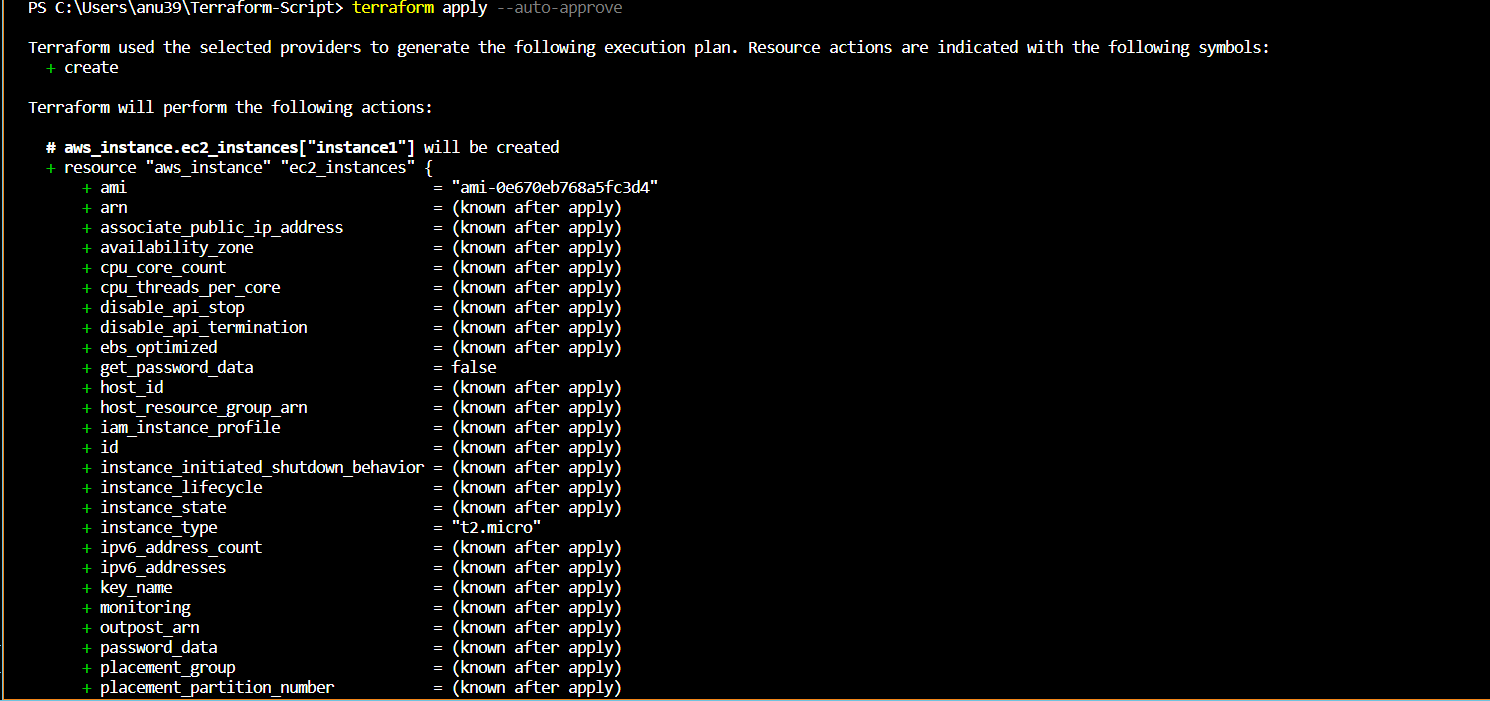 PS C:\Users\anu39\Terraform-Script> terraform apply --auto-approve
Terraform used the selected providers to generate the following execution plan. Resource actions are indicated with the following symbols:
+ create
Terraform will perform the following actions:
# aws_instance.ec2_instances["instance1"] will be created
+ resource "aws_instance" "ec2_instances" {
+ ami = "ami-0e670eb768a5fc3d4"
+ arn = (known after apply)
+ associate_public_ip_address = (known after apply)
+ availability_zone = (known after apply)
+ cpu_core_count = (known after apply)
+ cpu_threads_per_core = (known after apply)
+ disable_api_stop = (known after apply)
+ disable_api_termination = (known after apply)
+ ebs_optimized = (known after apply)
+ get_password_data = false
+ host_id = (known after apply)
+ host_resource_group_arn = (known after apply)
+ iam_instance_profile = (known after apply)
+ id = (known after apply)
+ instance_initiated_shutdown_behavior = (known after apply)
+ instance_lifecycle = (known after apply)
+ instance_state = (known after apply)
+ instance_type = "t2.micro"
+ ipv6_address_count = (known after apply)
+ ipv6_addresses = (known after apply)
+ key_name = (known after apply)
+ monitoring = (known after apply)
+ outpost_arn = (known after apply)
+ password_data = (known after apply)
+ placement_group = (known after apply)
+ placement_partition_number = (known after apply)